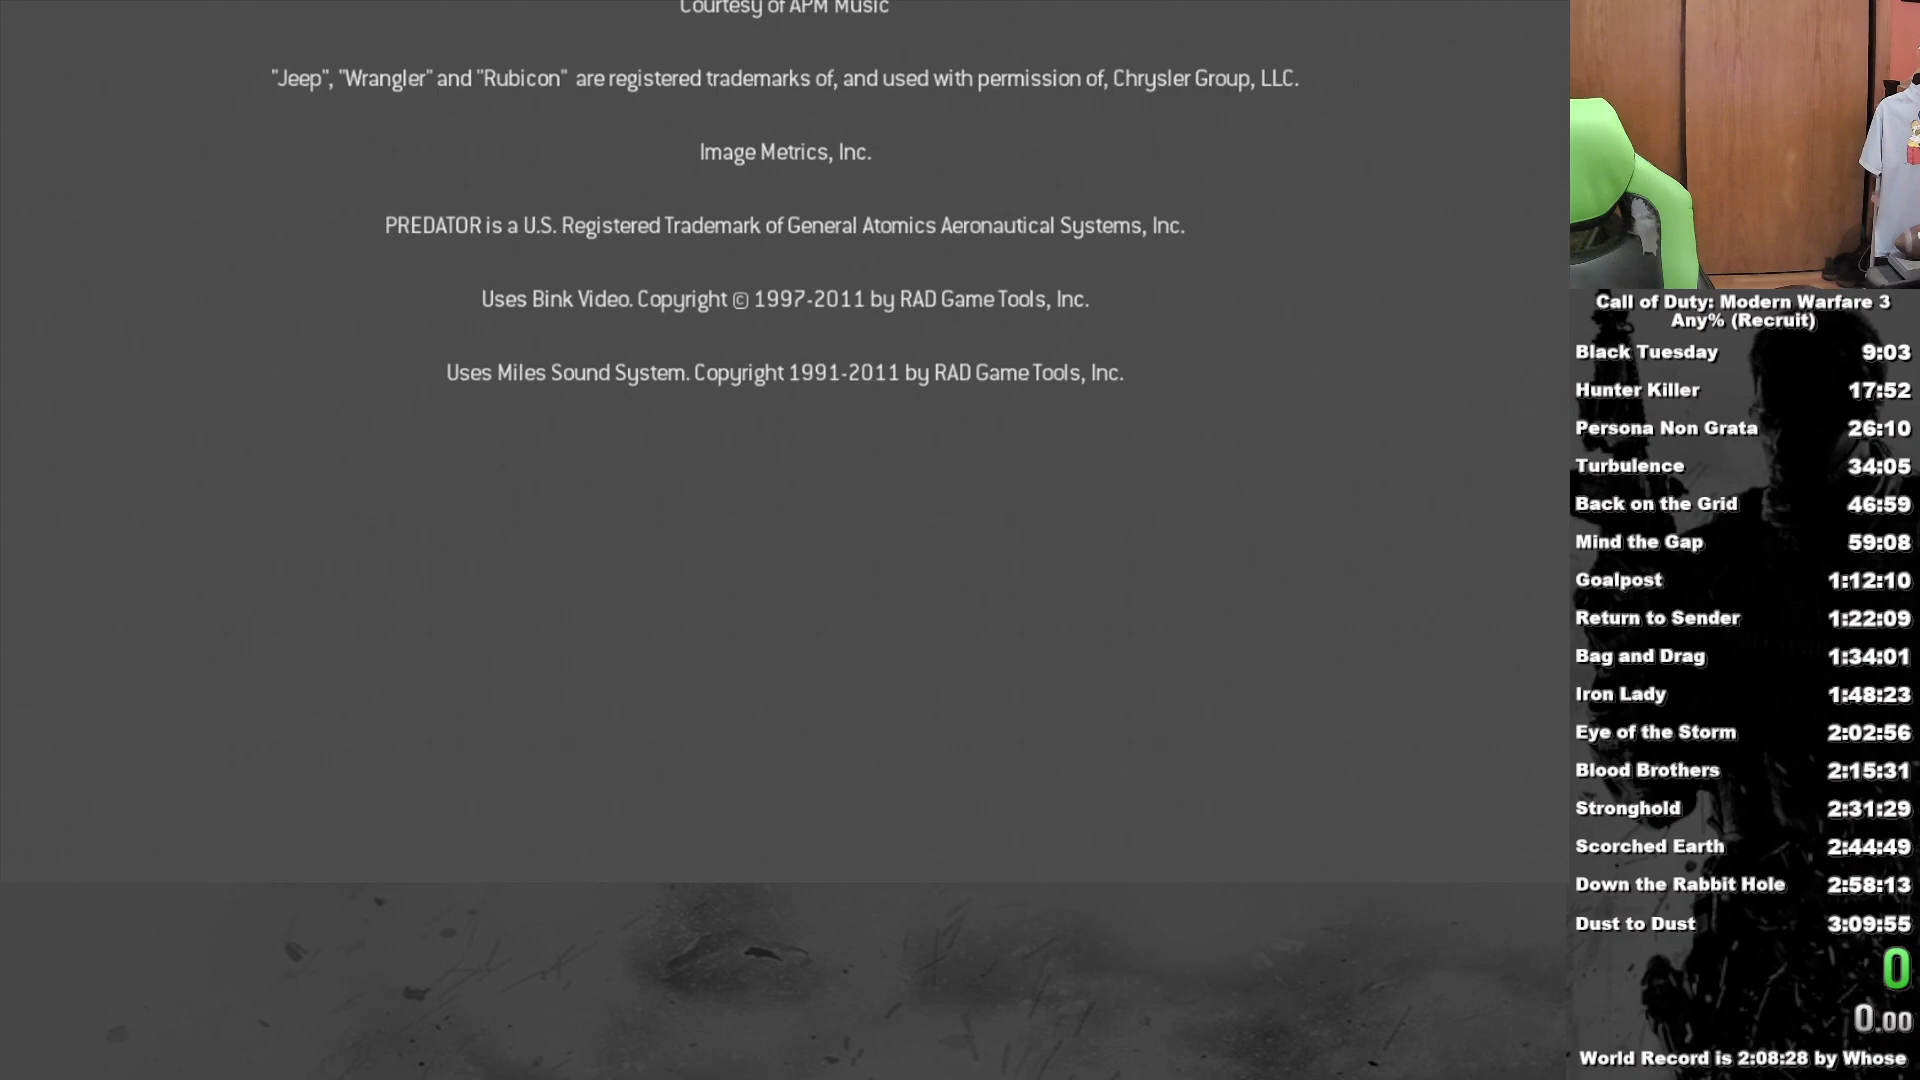 Courtesy of APM Music
"Jeep", "Wrangler" and "Rubicon" are registered trademarks of, and used with permission of, Chrysler Group, LLC.
Image Metrics, Inc.
PREDATOR is a U.S. Registered Trademark of General Atomics Aeronautical Systems, Inc.
Uses Bink Video. Copyright © 1997-2011 by RAD Game Tools, Inc.
Uses Miles Sound System. Copyright 1991-2011 by RAD Game Tools, Inc.
Call of Duty: Modern Warfare 3
Any% (Recruit)
Black Tuesday 9:03
Hunter Killer 17:52
Persona Non Grata 26:10
Turbulence 34:05
Back on the Grid 46:59
Mind the Gap 59:08
Goalpost 1:12:10
Return to Sender 1:22:09
Bag and Drag 1:34:01
Iron Lady 1:48:23
Eye of the Storm 2:02:56
Blood Brothers 2:15:31
Stronghold 2:31:29
Scorched Earth 2:44:49
Down the Rabbit Hole 2:58:13
Dust to Dust 3:09:55
0
0.00
World Record is 2:08:28 by Whose